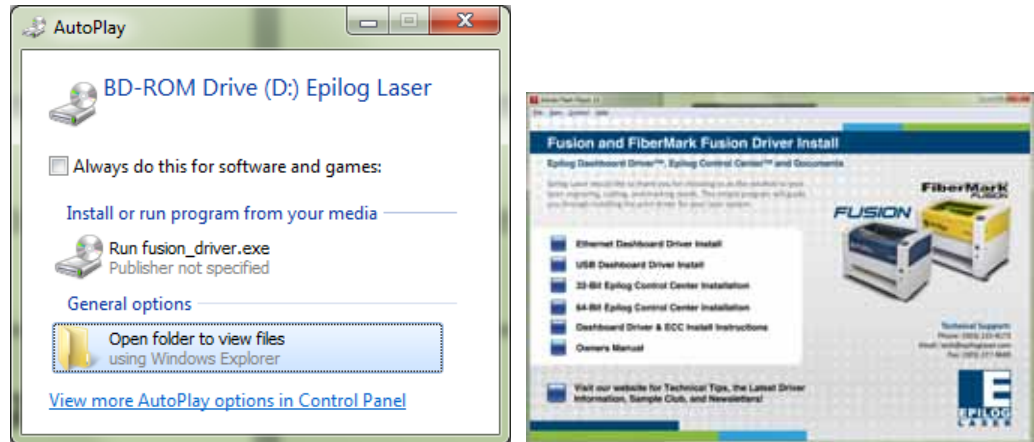 AutoPlay
BD-ROM Drive (D:) Epilog Laser
Always do this for software and games:
Install or run program from your media
Run fusion_driver.exe
Publisher not specified
General options
Open folder to view files
using Windows Explorer
View more AutoPlay options in Control Panel
Fusion and FiberMark Fusion Driver Install
Epilog Dashboard Driver™, Epilog Control Center™ and Documents
FiberMark
FUSION
FUSION
Ethernet Dashboard Driver Install
USB Dashboard Driver Install
32-Bit Epilog Control Center Installation
64-Bit Epilog Control Center Installation
Dashboard Driver & ECC Install Instructions
Owners Manual
Technical Support:
Visit our website for Technical Tips, the Latest Driver
Information, Sample Club, and Newsletters!
EPILOG
LASER